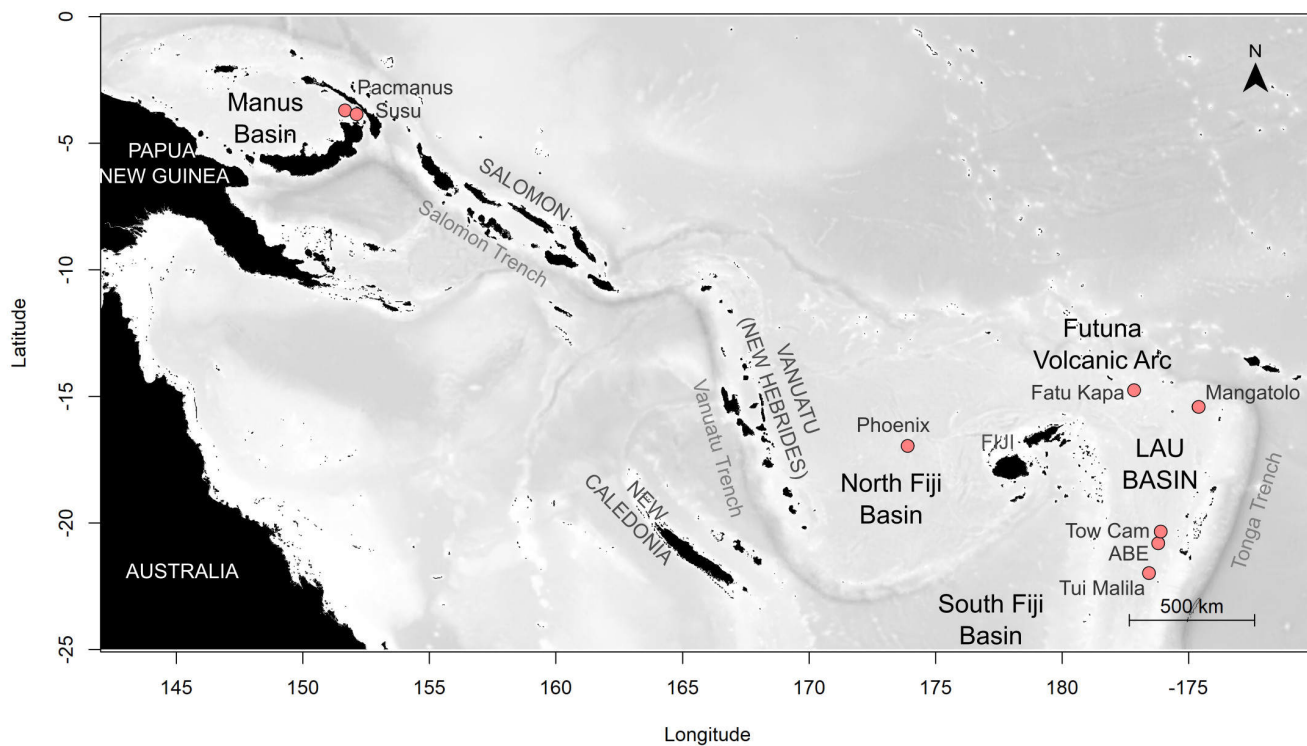 0
-5
-10
-15
-20
-25
Latitude
N
Pacmanus
Susu
Manus
Basin
PAPUA
NEW GUINEA
SALOMON
Salomon Trench
VANUATU
(NEW HEBRIDES)
Vanuatu Trench
Futuna
Volcanic Arc
Fatu Kapa
Mangatolo
Phoenix
FIJI
LAU
BASIN
North Fiji
Basin
NEW
CALEDONIA
Tonga Trench
Tow Cam
ABE
Tui Malila
AUSTRALIA
South Fiji
Basin
500 km
145
150
155
160
165
170
175
180
-175
Longitude